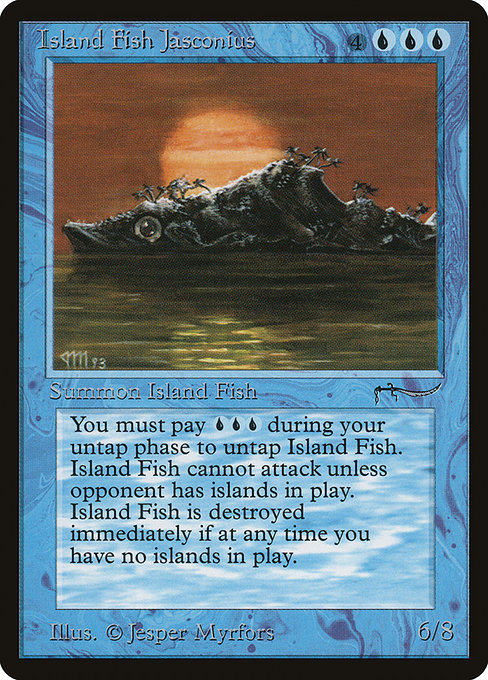 Island Fish Jasconius 4
JM 93
Summon Island Fish
You must pay during your
untap phase to untap Island Fish.
Island Fish cannot attack unless
opponent has islands in play.
Island Fish is destroyed
immediately if at any time you
have no islands in play.
Illus. © Jesper Myrfors 6/8